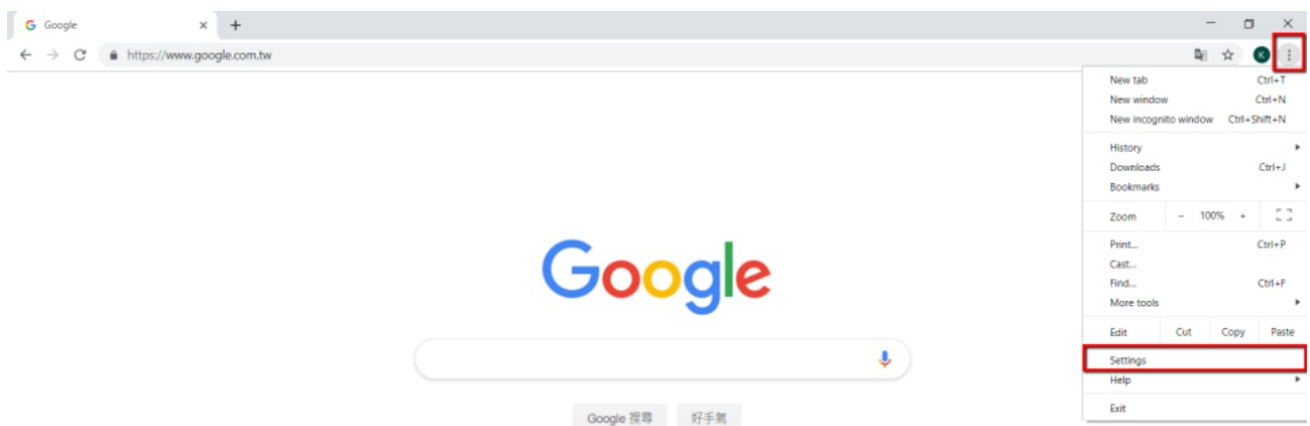 Google
https://www.google.com.tw
K
New tab Ctrl+T
New window Ctrl+N
New incognito window Ctrl+Shift+N
History
Downloads Ctrl+J
Bookmarks
Zoom - 100% +
Print... Ctrl+P
Cast...
Find... Ctrl+F
More tools
Edit Cut Copy Paste
Settings
Help
Exit
Google
Google 搜尋 好手氣